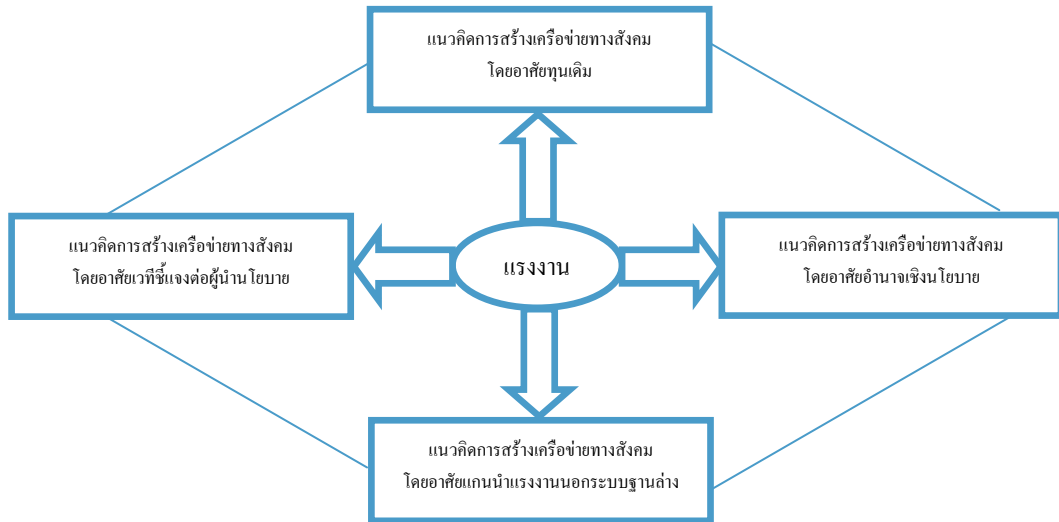 แนวคิดการสร้างเครือข่ายทางสังคม
โดยอาศัยทุนเดิม
แนวคิดการสร้างเครือข่ายทางสังคม
โดยอาศัยเวทีชี้แจงต่อผู้นำนโยบาย
แรงงาน
แนวคิดการสร้างเครือข่ายทางสังคม
โดยอาศัยอำนาจเชิงนโยบาย
แนวคิดการสร้างเครือข่ายทางสังคม
โดยอาศัยแกนนำแรงงานนอกระบบฐานล่าง